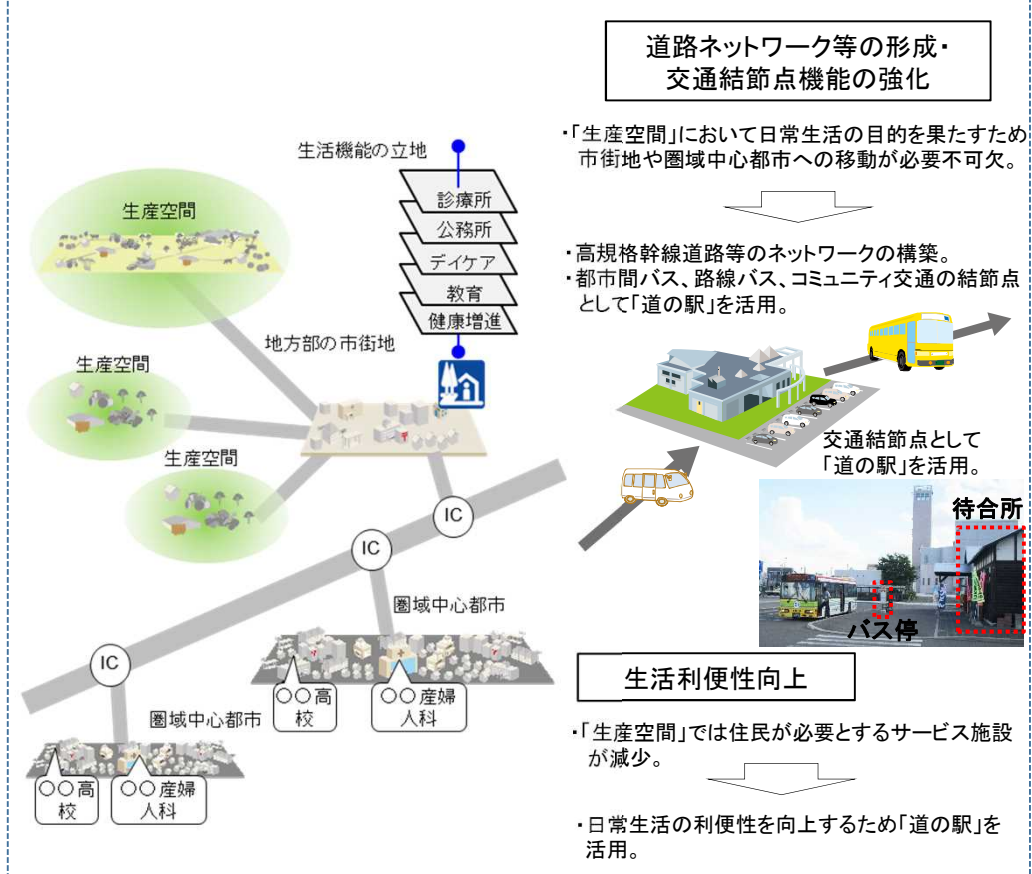 道路ネットワーク等の形成・
交通結節点機能の強化
・「生産空間」において日常生活の目的を果たすため
市街地や圏域中心都市への移動が必要不可欠。
・高規格幹線道路等のネットワークの構築。
・都市間バス、路線バス、コミュニティ交通の結節点
として「道の駅」を活用。
交通結節点として
「道の駅」を活用。
待合所
バス停
生活利便性向上
・「生産空間」では住民が必要とするサービス施設
が減少。
・日常生活の利便性を向上するため「道の駅」を
活用。
生活機能の立地
診療所
公務所
デイケア
教育
健康増進
生産空間
地方部の市街地
生産空間
生産空間
IC
IC
IC
圏域中心都市
〇〇高
校
〇〇産婦
人科
圏域中心都市
〇〇高
校
〇〇産婦
人科